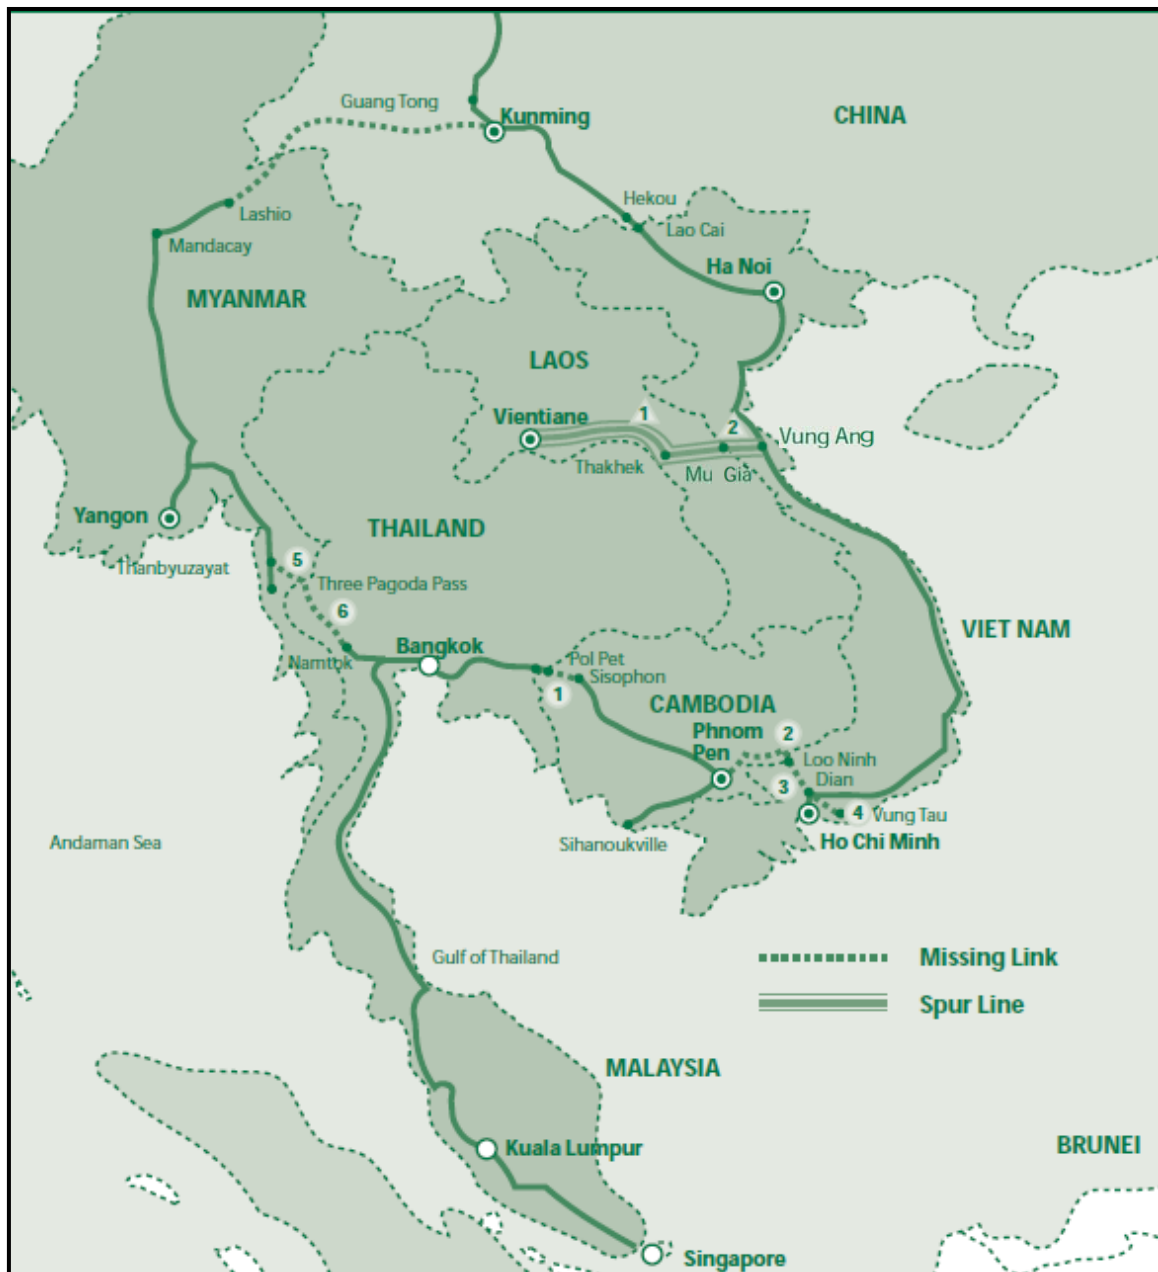 Guang Tong
Kunming
CHINA
Hekou
Lashio
Lao Cai
Mandacay
Ha Noi
MYANMAR
LAOS
Vientiane
1
2
Vung Ang
Thakhek
Mu Già
Yangon
THAILAND
Thanbyuzayat
5
Three Pagoda Pass
6
VIET NAM
Bangkok
Namtok
Pol Pet
Sisophon
1
CAMBODIA
Phnom
Pen
2
Loo Ninh
Dian
3
4
Vung Tau
Ho Chi Minh
Sihanoukville
Andaman Sea
Gulf of Thailand
Missing Link
Spur Line
MALAYSIA
Kuala Lumpur
BRUNEI
Singapore